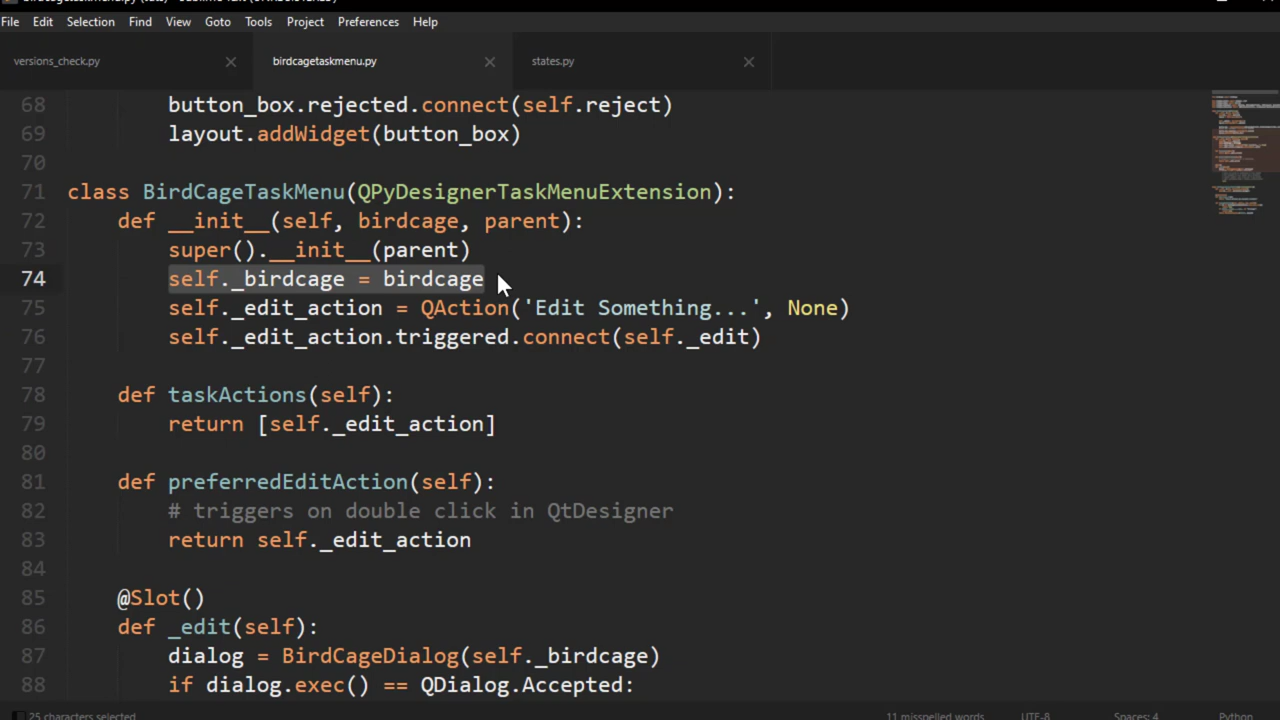 File Edit Selection Find View Goto Tools Project Preferences Help
versions_check.py birdcagetaskmenu.py states.py
68 button_box.rejected.connect(self.reject)
69 layout.addWidget(button_box)
70
71 class BirdCageTaskMenu(QPyDesignerTaskMenuExtension):
72 def __init__(self, birdcage, parent):
73 super().__init__(parent)
74 self._birdcage = birdcage
75 self._edit_action = QAction('Edit Something...', None)
76 self._edit_action.triggered.connect(self._edit)
77
78 def taskActions(self):
79 return [self._edit_action]
80
81 def preferredEditAction(self):
82 # triggers on double click in QtDesigner
83 return self._edit_action
84
85 @Slot()
86 def _edit(self):
87 dialog = BirdCageDialog(self._birdcage)
88 if dialog.exec() == QDialog.Accepted:
25 characters selected 11 misspelled words UTF-8 Spaces: 4 Python